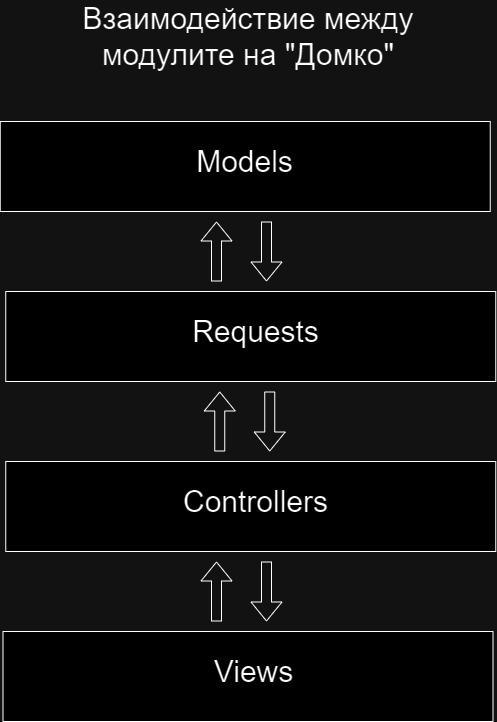 Взаимодействие между
модулите на "Домко"
Models
Requests
Controllers
Views